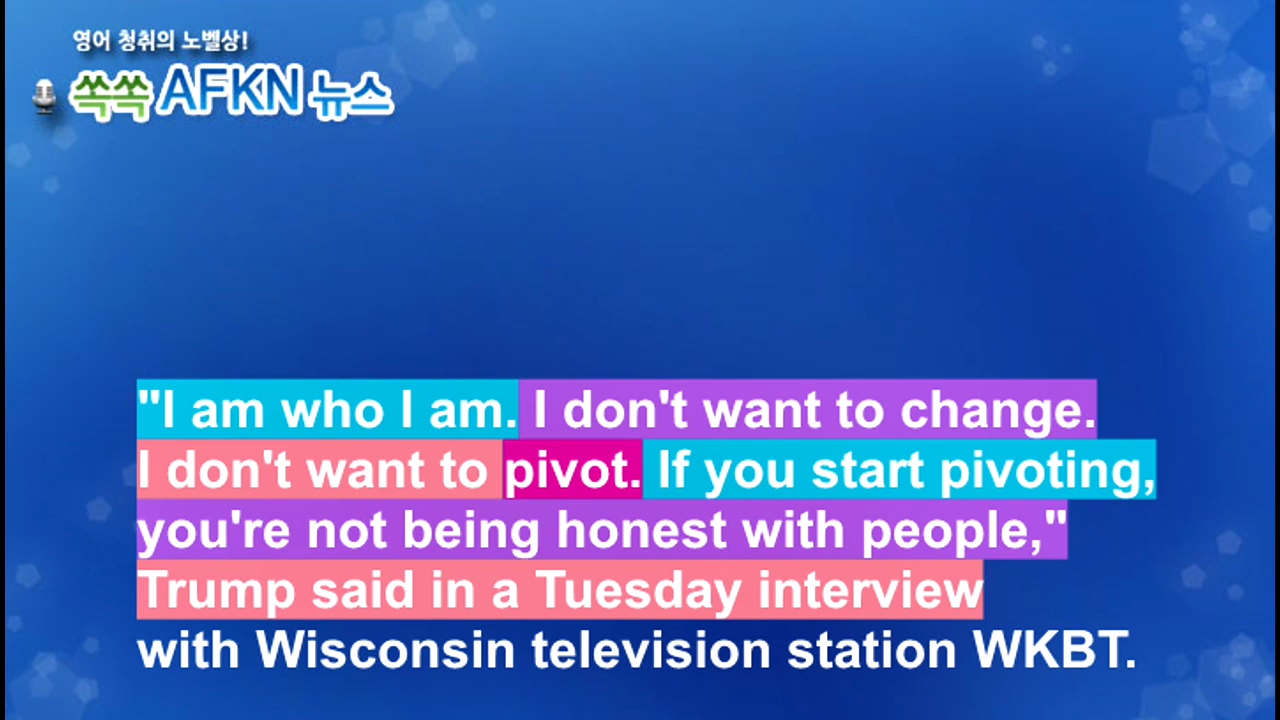 영어 청취의 노벨상!
쏙쏙 AFKN 뉴스
"I am who I am. I don't want to change.
I don't want to pivot. If you start pivoting,
you're not being honest with people,"
Trump said in a Tuesday interview
with Wisconsin television station WKBT.